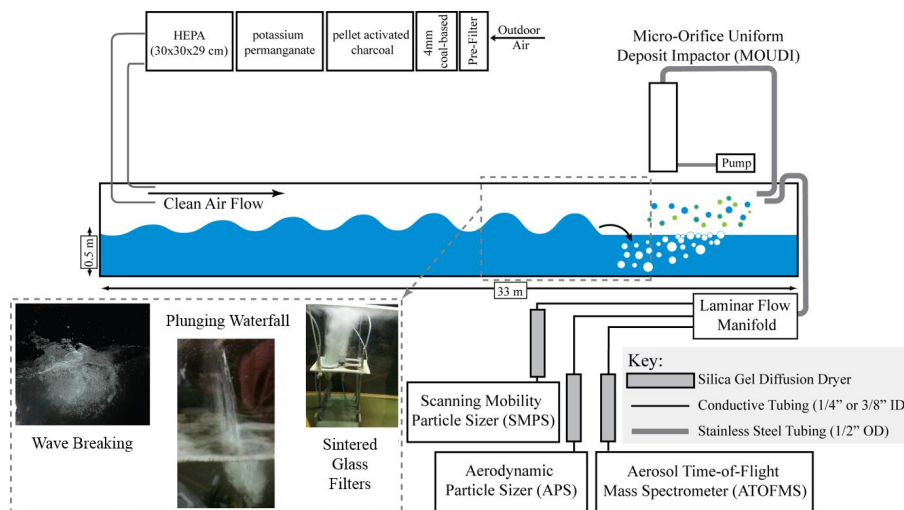 HEPA
(30x30x29 cm)
potassium
permanganate
pellet activated
charcoal
4mm
coal-based
Pre-Filter
Outdoor
Air
Micro-Orifice Uniform
Deposit Impactor (MOUDI)
Pump
Clean Air Flow
0.5 m
33 m
Plunging Waterfall
Wave Breaking
Sintered
Glass
Filters
Laminar Flow
Manifold
Scanning Mobility
Particle Sizer (SMPS)
Aerodynamic
Particle Sizer (APS)
Aerosol Time-of-Flight
Mass Spectrometer (ATOFMS)
Key:
Silica Gel Diffusion Dryer
Conductive Tubing (1/4” or 3/8” ID)
Stainless Steel Tubing (1/2” OD)